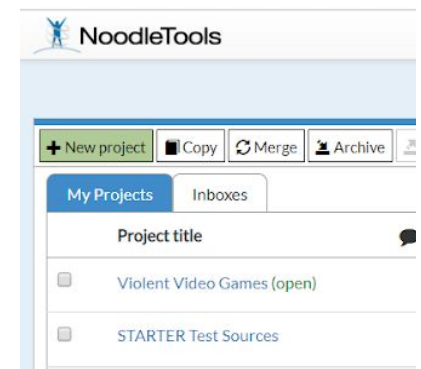 NoodleTools
New project Copy Merge Archive
My Projects Inboxes
Project title
Violent Video Games (open)
STARTER Test Sources